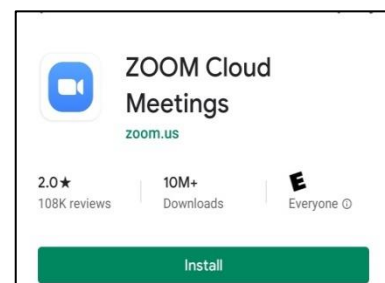 ZOOM Cloud
Meetings
zoom.us
2.0★ 10M+ E
108K reviews Downloads Everyone ⓘ
Install